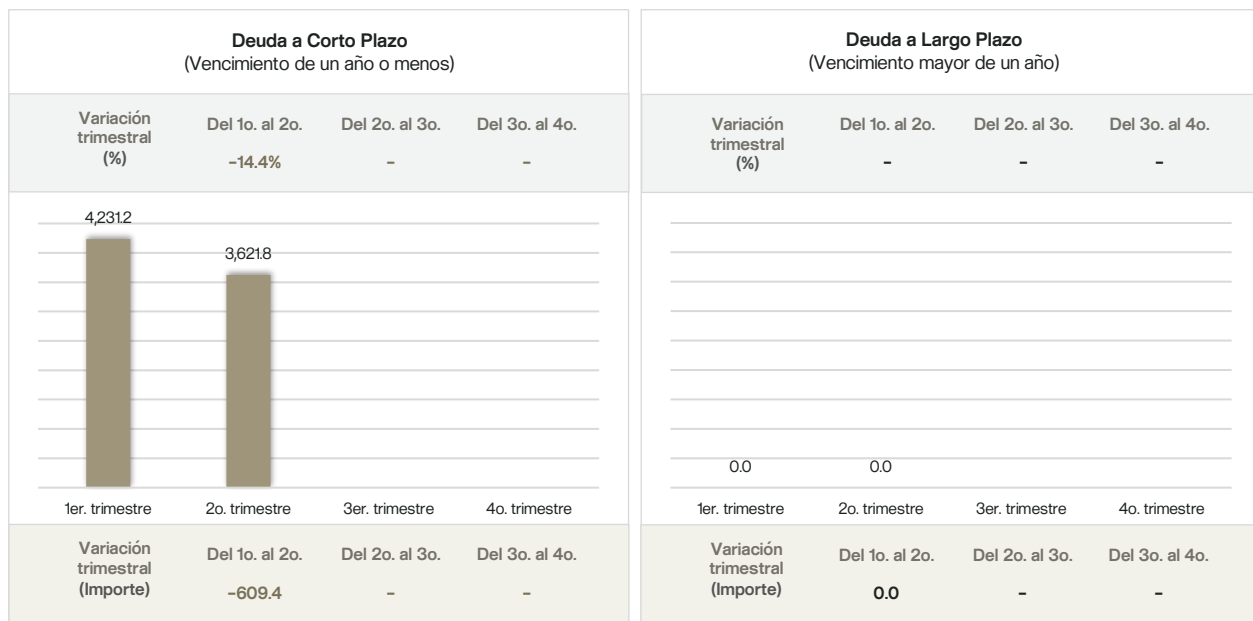 Deuda a Corto Plazo
(Vencimiento de un año o menos)
Variación trimestral (%)
Del 1o. al 2o. Del 2o. al 3o. Del 3o. al 4o.
-14.4% - -
4,231.2
3,621.8
1er. trimestre 2o. trimestre 3er. trimestre 4o. trimestre
Variación trimestral (Importe)
Del 1o. al 2o. Del 2o. al 3o. Del 3o. al 4o.
-609.4 - -
Deuda a Largo Plazo
(Vencimiento mayor de un año)
Variación trimestral (%)
Del 1o. al 2o. Del 2o. al 3o. Del 3o. al 4o.
- - -
0.0 0.0
1er. trimestre 2o. trimestre 3er. trimestre 4o. trimestre
Variación trimestral (Importe)
Del 1o. al 2o. Del 2o. al 3o. Del 3o. al 4o.
0.0 - -